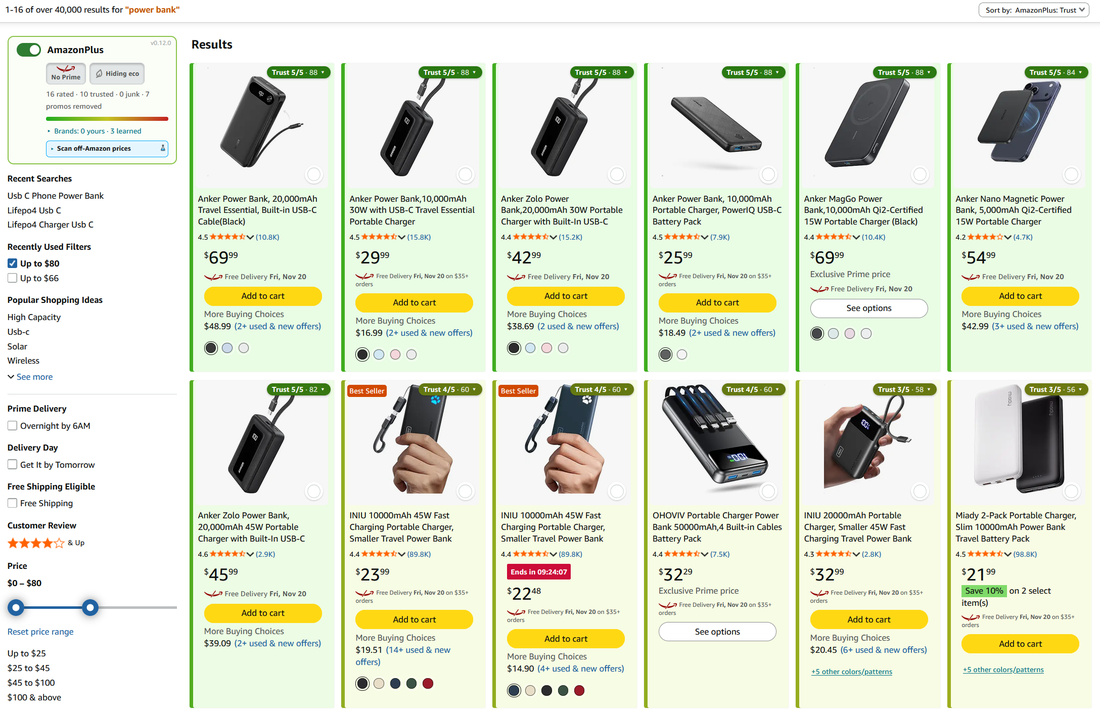 1-16 of over 40,000 results for "power bank"
Sort by: AmazonPlus: Trust
AmazonPlus
v0.12.0
No Prime
Hiding eco
16 rated · 10 trusted · 0 junk · 7
promos removed
Brands: 0 yours · 3 learned
Scan off-Amazon prices
Recent Searches
Usb C Phone Power Bank
Lifepo4 Usb C
Lifepo4 Charger Usb C
Recently Used Filters
Up to $80
Up to $66
Popular Shopping Ideas
High Capacity
Usb-c
Solar
Wireless
See more
Prime Delivery
Overnight by 6AM
Delivery Day
Get It by Tomorrow
Free Shipping Eligible
Free Shipping
Customer Review
& Up
Price
$0 – $80
Reset price range
Up to $25
$25 to $45
$45 to $100
$100 & above
Results
Trust 5/5 · 88
Anker Power Bank, 20,000mAh
Travel Essential, Built-in USB-C
Cable(Black)
4.5 (10.8K)
$69.99
Free Delivery Fri, Nov 20
Add to cart
More Buying Choices
$48.99 (2+ used & new offers)
Trust 5/5 · 88
Anker Power Bank,10,000mAh
30W with USB-C Travel Essential
Portable Charger
4.5 (15.8K)
$29.99
Free Delivery Fri, Nov 20 on $35+
orders
Add to cart
More Buying Choices
$16.99 (2+ used & new offers)
Trust 5/5 · 88
Anker Zolo Power
Bank,20,000mAh 30W Portable
Charger with Built-In USB-C
4.4 (15.2K)
$42.99
Free Delivery Fri, Nov 20
Add to cart
More Buying Choices
$38.69 (2 used & new offers)
Trust 5/5 · 88
Anker Power Bank, 10,000mAh
Portable Charger, PowerIQ USB-C
Battery Pack
4.5 (7.9K)
$25.99
Free Delivery Fri, Nov 20 on $35+
orders
Add to cart
More Buying Choices
$18.49 (2+ used & new offers)
Trust 5/5 · 88
Anker MagGo Power
Bank,10,000mAh Qi2-Certified
15W Portable Charger (Black)
4.4 (10.4K)
$69.99
Exclusive Prime price
Free Delivery Fri, Nov 20
See options
Trust 5/5 · 84
Anker Nano Magnetic Power
Bank, 5,000mAh Qi2-Certified
15W Portable Charger
4.2 (4.7K)
$54.99
Free Delivery Fri, Nov 20
Add to cart
More Buying Choices
$42.99 (3+ used & new offers)
Trust 5/5 · 82
Anker Zolo Power Bank,
20,000mAh 45W Portable
Charger with Built-In USB-C
4.6 (2.9K)
$45.99
Free Delivery Fri, Nov 20
Add to cart
More Buying Choices
$39.09 (2+ used & new offers)
Best Seller
Trust 4/5 · 60
INIU 10000mAh 45W Fast
Charging Portable Charger,
Smaller Travel Power Bank
4.4 (89.8K)
$23.99
Free Delivery Fri, Nov 20 on $35+
orders
Add to cart
More Buying Choices
$19.51 (14+ used & new
offers)
Best Seller
Trust 4/5 · 60
INIU 10000mAh 45W Fast
Charging Portable Charger,
Smaller Travel Power Bank
4.4 (89.8K)
Ends in 09:24:07
$22.48
Free Delivery Fri, Nov 20 on $35+
orders
Add to cart
More Buying Choices
$14.90 (4+ used & new offers)
Trust 4/5 · 60
OHOVIV Portable Charger Power
Bank 50000mAh,4 Built-in Cables
Battery Pack
4.4 (7.5K)
$32.29
Exclusive Prime price
Free Delivery Fri, Nov 20 on $35+
orders
See options
Trust 3/5 · 58
INIU 20000mAh Portable
Charger, Smaller 45W Fast
Charging Travel Power Bank
4.3 (2.8K)
$32.99
Free Delivery Fri, Nov 20 on $35+
orders
Add to cart
More Buying Choices
$20.45 (6+ used & new offers)
+5 other colors/patterns
Trust 3/5 · 56
Miady 2-Pack Portable Charger,
Slim 10000mAh Power Bank
Travel Battery Pack
4.5 (98.8K)
$21.99
Save 10% on 2 select
item(s)
Free Delivery Fri, Nov 20 on $35+
orders
Add to cart
+5 other colors/patterns